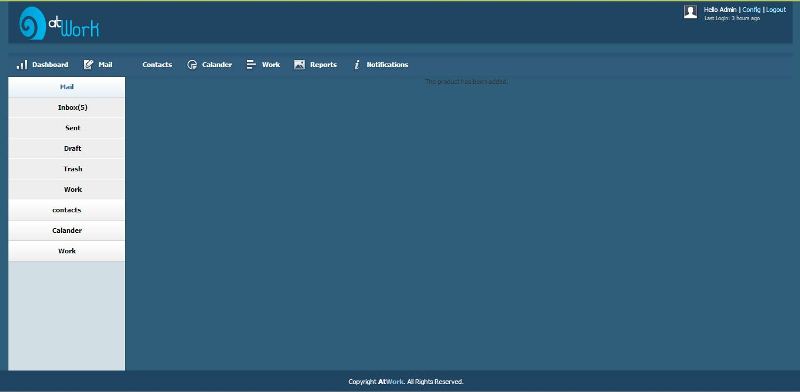 atWork
Hello Admin | Config | Logout
Last Login: 3 hours ago
Dashboard Mail Contacts Calander Work Reports Notifications
The product has been added.
Mail
Inbox(5)
Sent
Draft
Trash
Work
contacts
Calander
Work
Copyright AtWork. All Rights Reserved.